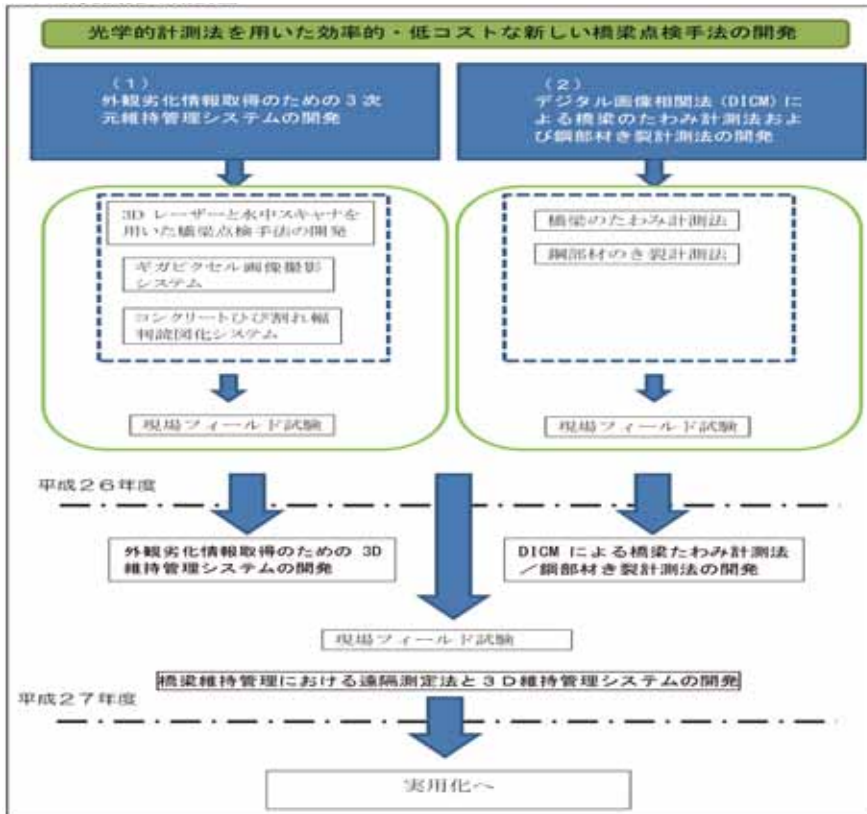 光学的計測法を用いた効率的・低コストな新しい橋梁点検手法の開発
（１）
外観劣化情報取得のための３次
元維持管理システムの開発
（２）
デジタル画像相関法（DICM）に
よる橋梁のたわみ計測法およ
び鋼部材き裂計測法の開発
3D レーザーと水中スキャナを
用いた橋梁点検手法の開発
ギガピクセル画像撮影
システム
コンクリートひび割れ幅
判読図化システム
現場フィールド試験
橋梁のたわみ計測法
鋼部材のき裂計測法
現場フィールド試験
平成２６年度
外観劣化情報取得のための 3D
維持管理システムの開発
DICM による橋梁たわみ計測法
／鋼部材き裂計測法の開発
現場フィールド試験
橋梁維持管理における遠隔測定法と３Ｄ維持管理システムの開発
平成２７年度
実用化へ